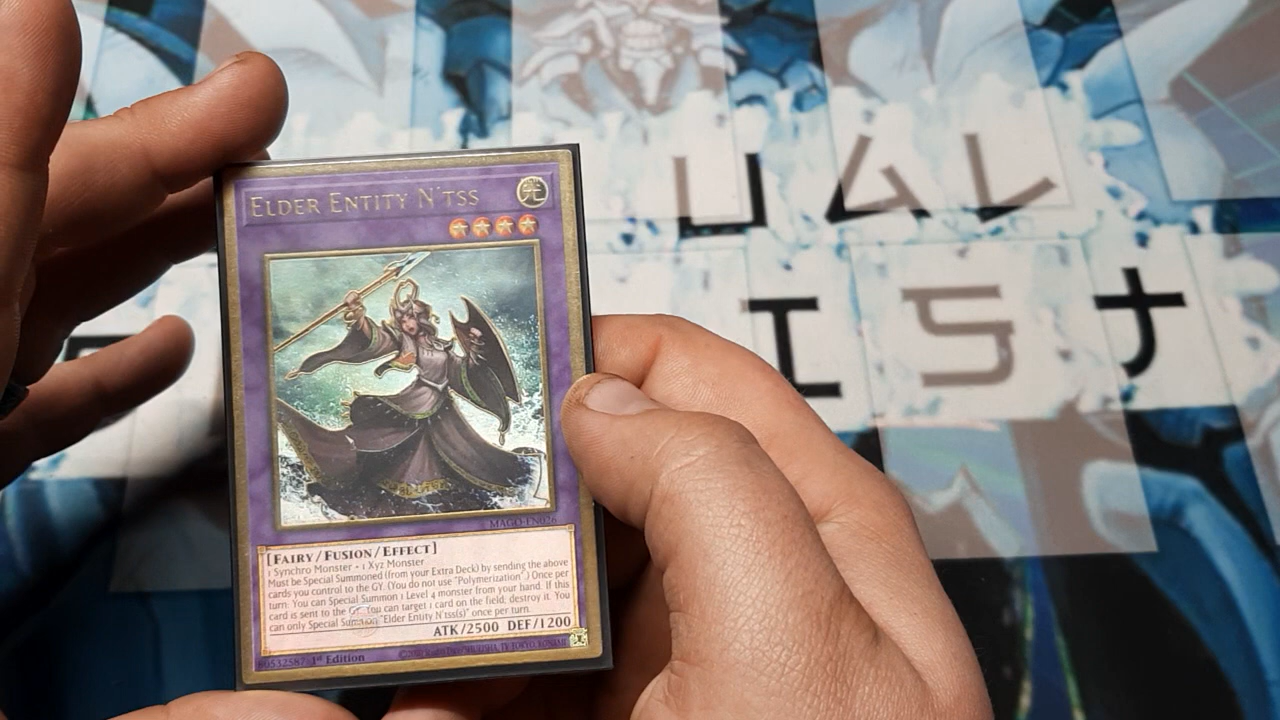 ELDER ENTITY N'TSS
光
MAGO-EN026
[FAIRY/FUSION/EFFECT]
1 Synchro Monster + 1 Xyz Monster
Must be Special Summoned (from your Extra Deck) by sending the above
cards you control to the GY. (You do not use "Polymerization".) Once per
turn: You can Special Summon 1 Level 4 monster from your hand. If this
card is sent to the GY: You can target 1 card on the field; destroy it. You
can only Special Summon "Elder Entity N'tss(s)" once per turn.
ATK/2500 DEF/1200
80532587 1st Edition
UAL
IST